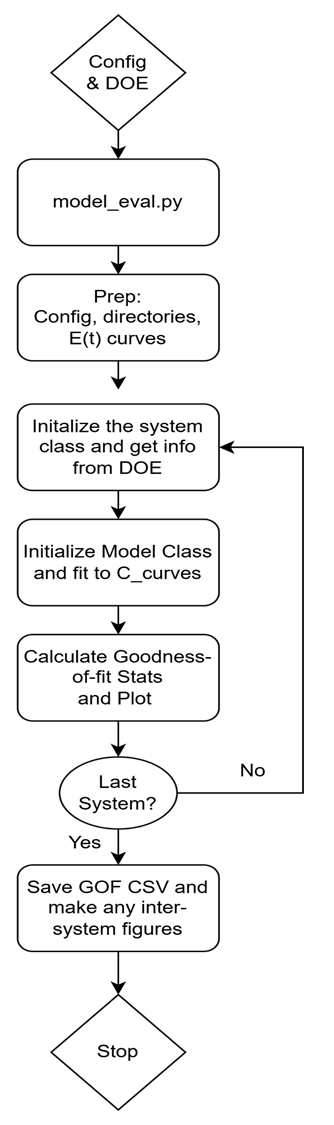 Config
& DOE
model_eval.py
Prep:
Config, directories,
E(t) curves
Initalize the system
class and get info
from DOE
Initialize Model Class
and fit to C_curves
Calculate Goodness-
of-fit Stats
and Plot
Last
System?
No
Yes
Save GOF CSV and
make any inter-
system figures
Stop